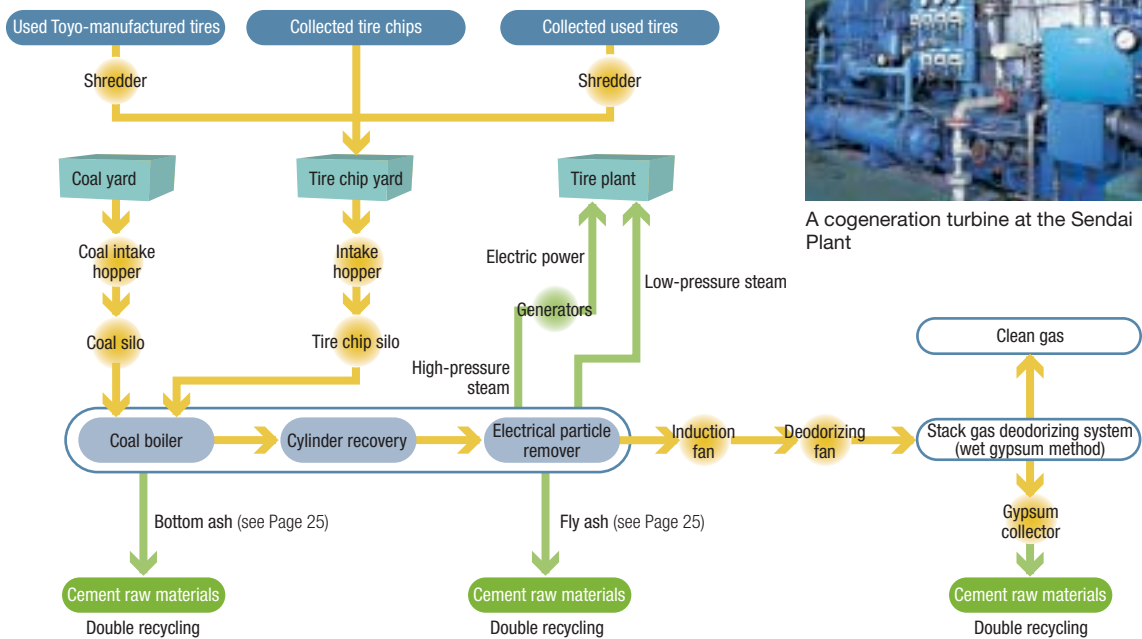 Used Toyo-manufactured tires
Collected tire chips
Collected used tires
Shredder
Shredder
Coal yard
Tire chip yard
Tire plant
A cogeneration turbine at the Sendai
Plant
Coal intake
hopper
Intake
hopper
Electric power
Low-pressure steam
Generators
Coal silo
Tire chip silo
High-pressure
steam
Clean gas
Coal boiler
Cylinder recovery
Electrical particle
remover
Induction
fan
Deodorizing
fan
Stack gas deodorizing system
(wet gypsum method)
Bottom ash (see Page 25)
Fly ash (see Page 25)
Gypsum
collector
Cement raw materials
Cement raw materials
Cement raw materials
Double recycling
Double recycling
Double recycling